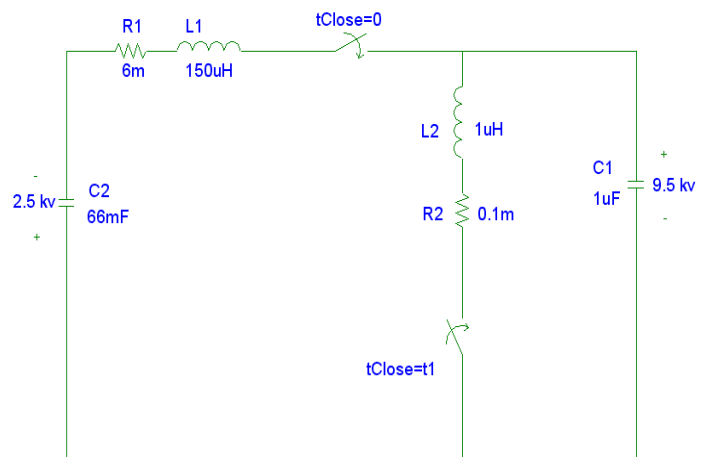 tClose=0
R1
L1
6m
150uH
L2
1uH
-
2.5 kv
+
C2
66mF
C1
1uF
+
9.5 kv
-
R2
0.1m
tClose=t1